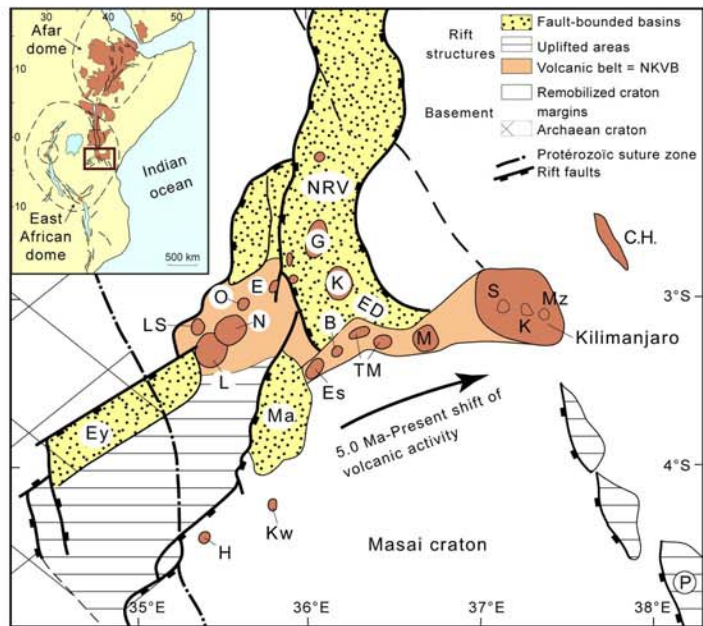 30
40
50
Afar
dome
10
0
10
Indian
ocean
East
African
dome
500 km
Rift
structures
Fault-bounded basins
Uplifted areas
Volcanic belt = NKVB
Basement
Remobilized craton
margins
Archaean craton
Protérozoïc suture zone
Rift faults
NRV
G
C.H.
E
K
S
Mz
3°S
O
ED
K
LS
N
B
M
Kilimanjaro
L
TM
Es
Ey
Ma
5.0 Ma-Present shift of
volcanic activity
4°S
Kw
H
Masai craton
P
35°E
36°E
37°E
38°E